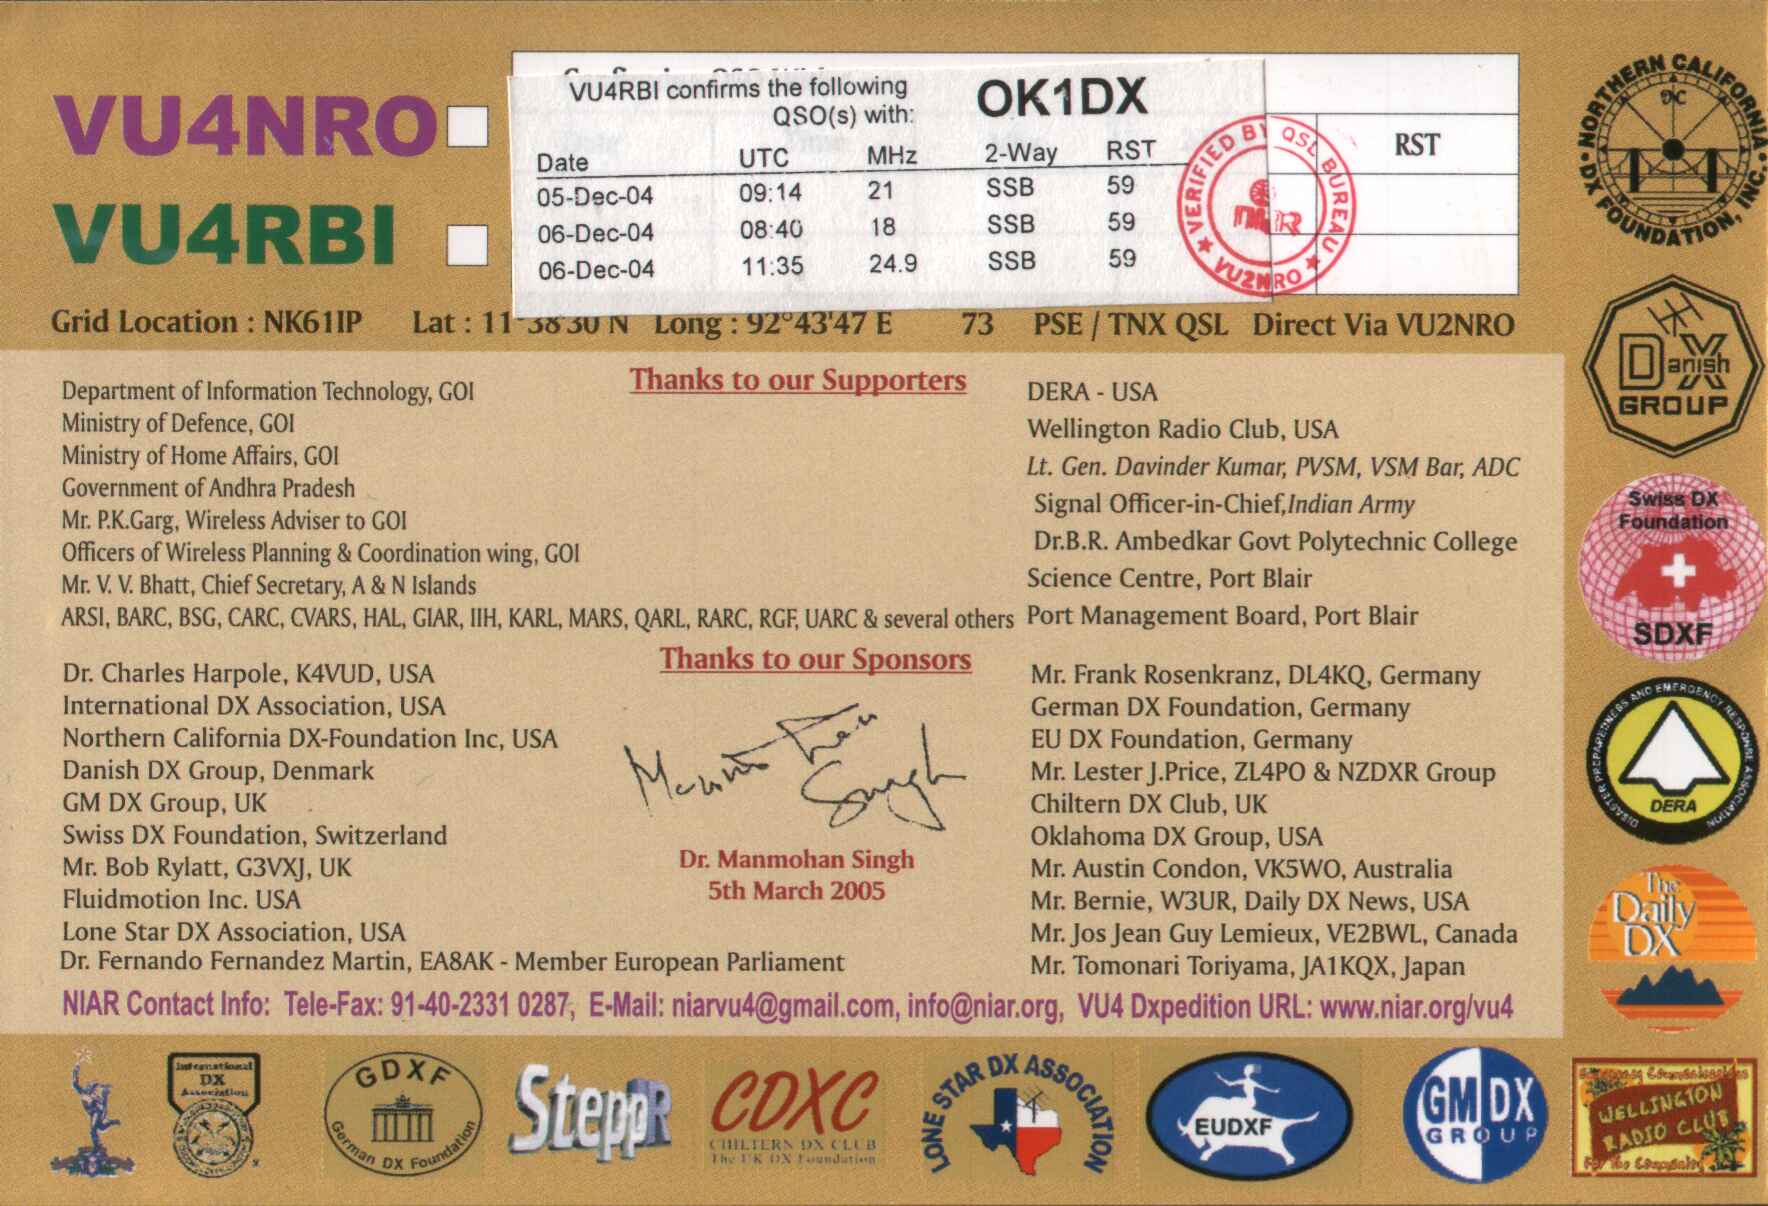 VU4NRO
VU4RBI
VU4RBI confirms the following
QSO(s) with:
OK1DX
Date UTC MHz 2-Way RST
05-Dec-04 09:14 21 SSB 59
06-Dec-04 08:40 18 SSB 59
06-Dec-04 11:35 24.9 SSB 59
RST
VERIFIED BY QSL BUREAU
VU2NRO
Grid Location : NK61IP Lat : 11°38'30 N Long : 92°43'47 E 73 PSE / TNX QSL Direct Via VU2NRO
Thanks to our Supporters
Department of Information Technology, GOI
Ministry of Defence, GOI
Ministry of Home Affairs, GOI
Government of Andhra Pradesh
Mr. P.K.Garg, Wireless Adviser to GOI
Officers of Wireless Planning & Coordination wing, GOI
Mr. V. V. Bhatt, Chief Secretary, A & N Islands
ARSI, BARC, BSG, CARC, CVARS, HAL, GIAR, IIH, KARL, MARS, QARL, RARC, RGF, UARC & several others
DERA - USA
Wellington Radio Club, USA
Lt. Gen. Davinder Kumar, PVSM, VSM Bar, ADC
Signal Officer-in-Chief,Indian Army
Dr.B.R. Ambedkar Govt Polytechnic College
Science Centre, Port Blair
Port Management Board, Port Blair
Thanks to our Sponsors
Dr. Charles Harpole, K4VUD, USA
International DX Association, USA
Northern California DX-Foundation Inc, USA
Danish DX Group, Denmark
GM DX Group, UK
Swiss DX Foundation, Switzerland
Mr. Bob Rylatt, G3VXJ, UK
Fluidmotion Inc. USA
Lone Star DX Association, USA
Dr. Fernando Fernandez Martin, EA8AK - Member European Parliament
Manmohan Singh
Dr. Manmohan Singh
5th March 2005
Mr. Frank Rosenkranz, DL4KQ, Germany
German DX Foundation, Germany
EU DX Foundation, Germany
Mr. Lester J.Price, ZL4PO & NZDXR Group
Chiltern DX Club, UK
Oklahoma DX Group, USA
Mr. Austin Condon, VK5WO, Australia
Mr. Bernie, W3UR, Daily DX News, USA
Mr. Jos Jean Guy Lemieux, VE2BWL, Canada
Mr. Tomonari Toriyama, JA1KQX, Japan
NIAR Contact Info: Tele-Fax: 91-40-2331 0287, E-Mail: niarvu4@gmail.com, info@niar.org, VU4 Dxpedition URL: www.niar.org/vu4
NORTHERN CALIFORNIA
DX FOUNDATION, INC.
Danish
DX
GROUP
Swiss DX
Foundation
SDXF
DISASTER PREPAREDNESS AND EMERGENCY RESPONSE ASSOCIATION
DERA
The
Daily
DX
International
DX
Association
GDXF
German DX Foundation
SteppIR
CDXC
CHILTERN DX CLUB
The UK DX Foundation
LONE STAR DX ASSOCIATION
EUDXF
GMDX
GROUP
WELLINGTON
RADIO CLUB